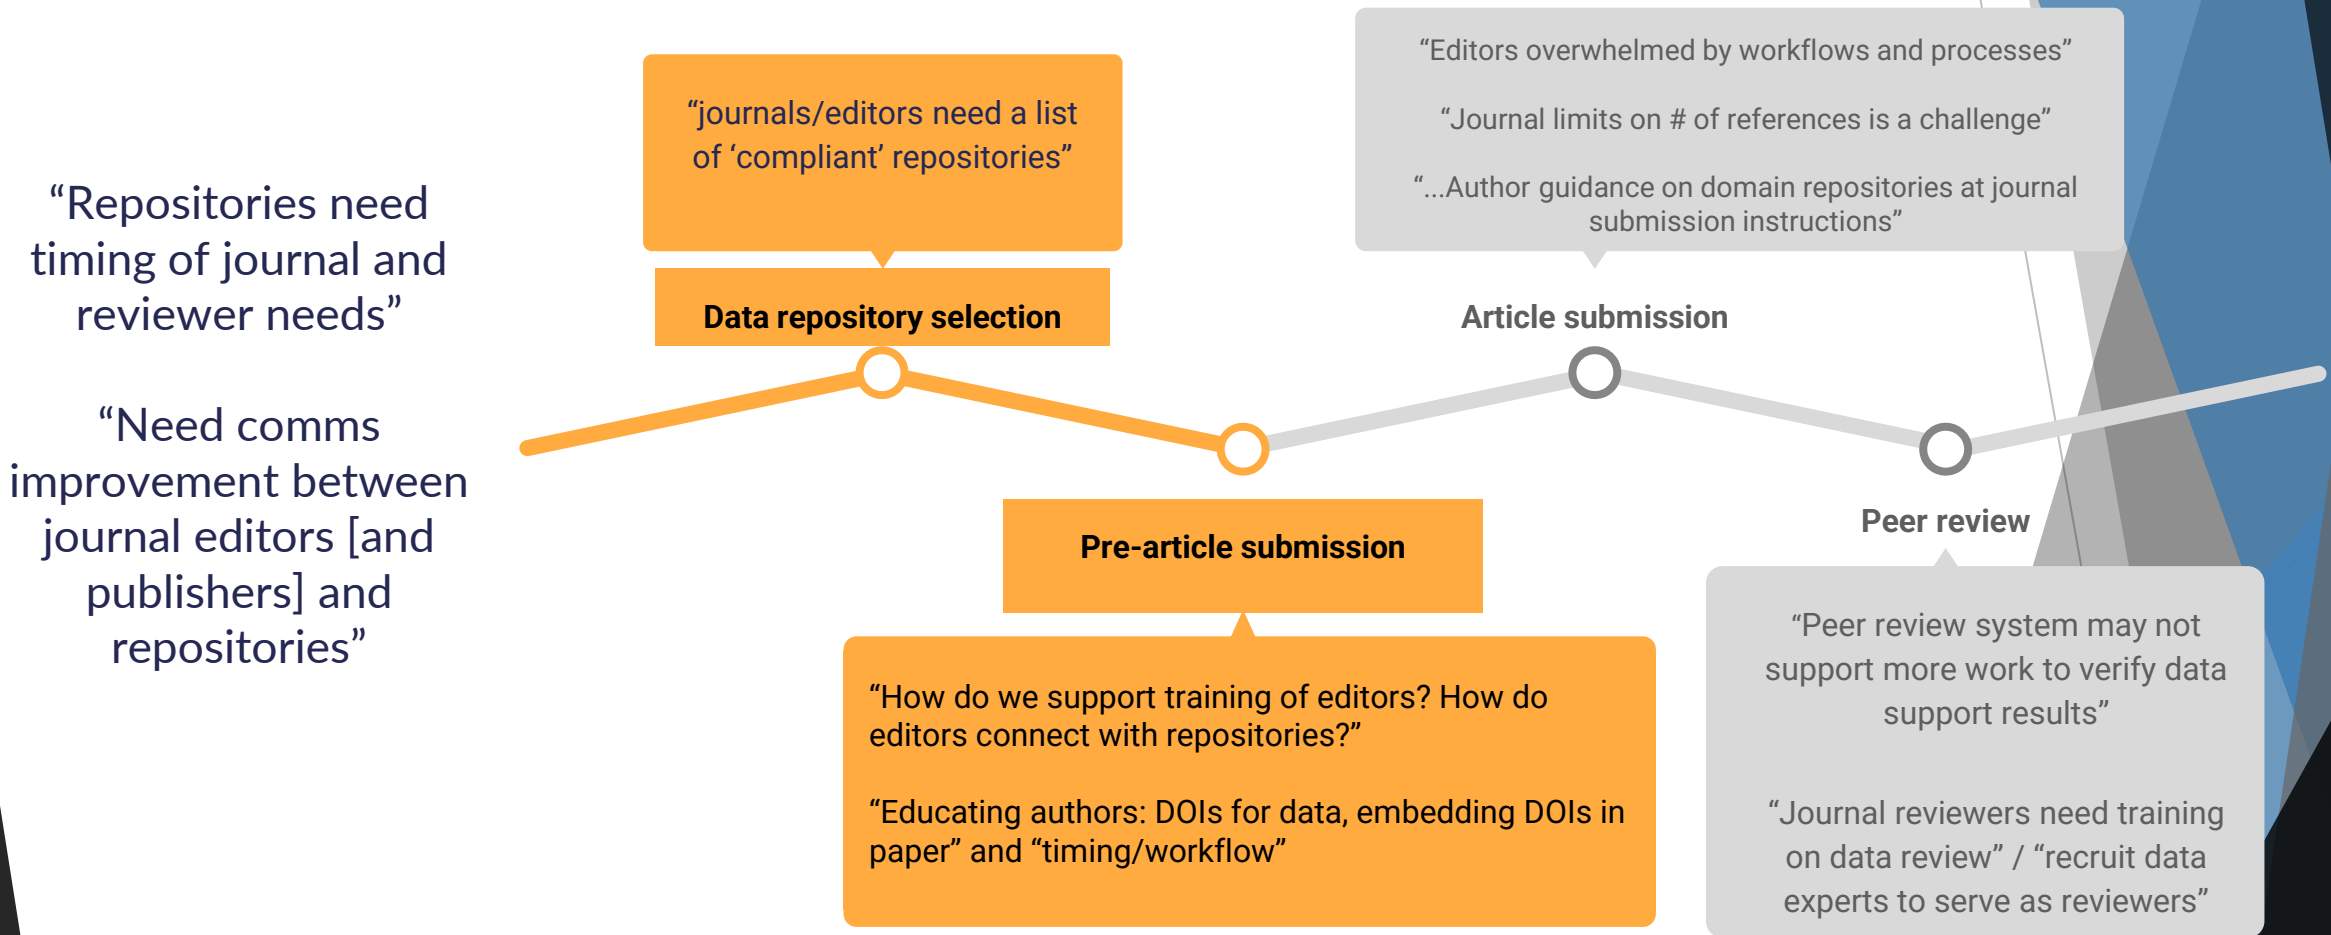 “Repositories need
timing of journal and
reviewer needs”
“Need comms
improvement between
journal editors [and
publishers] and
repositories”
“journals/editors need a list
of ‘compliant’ repositories”
Data repository selection
Pre-article submission
“How do we support training of editors? How do
editors connect with repositories?”
“Educating authors: DOIs for data, embedding DOIs in
paper” and “timing/workflow”
“Editors overwhelmed by workflows and processes”
“Journal limits on # of references is a challenge”
“...Author guidance on domain repositories at journal
submission instructions”
Article submission
Peer review
“Peer review system may not
support more work to verify data
support results”
“Journal reviewers need training
on data review” / “recruit data
experts to serve as reviewers”